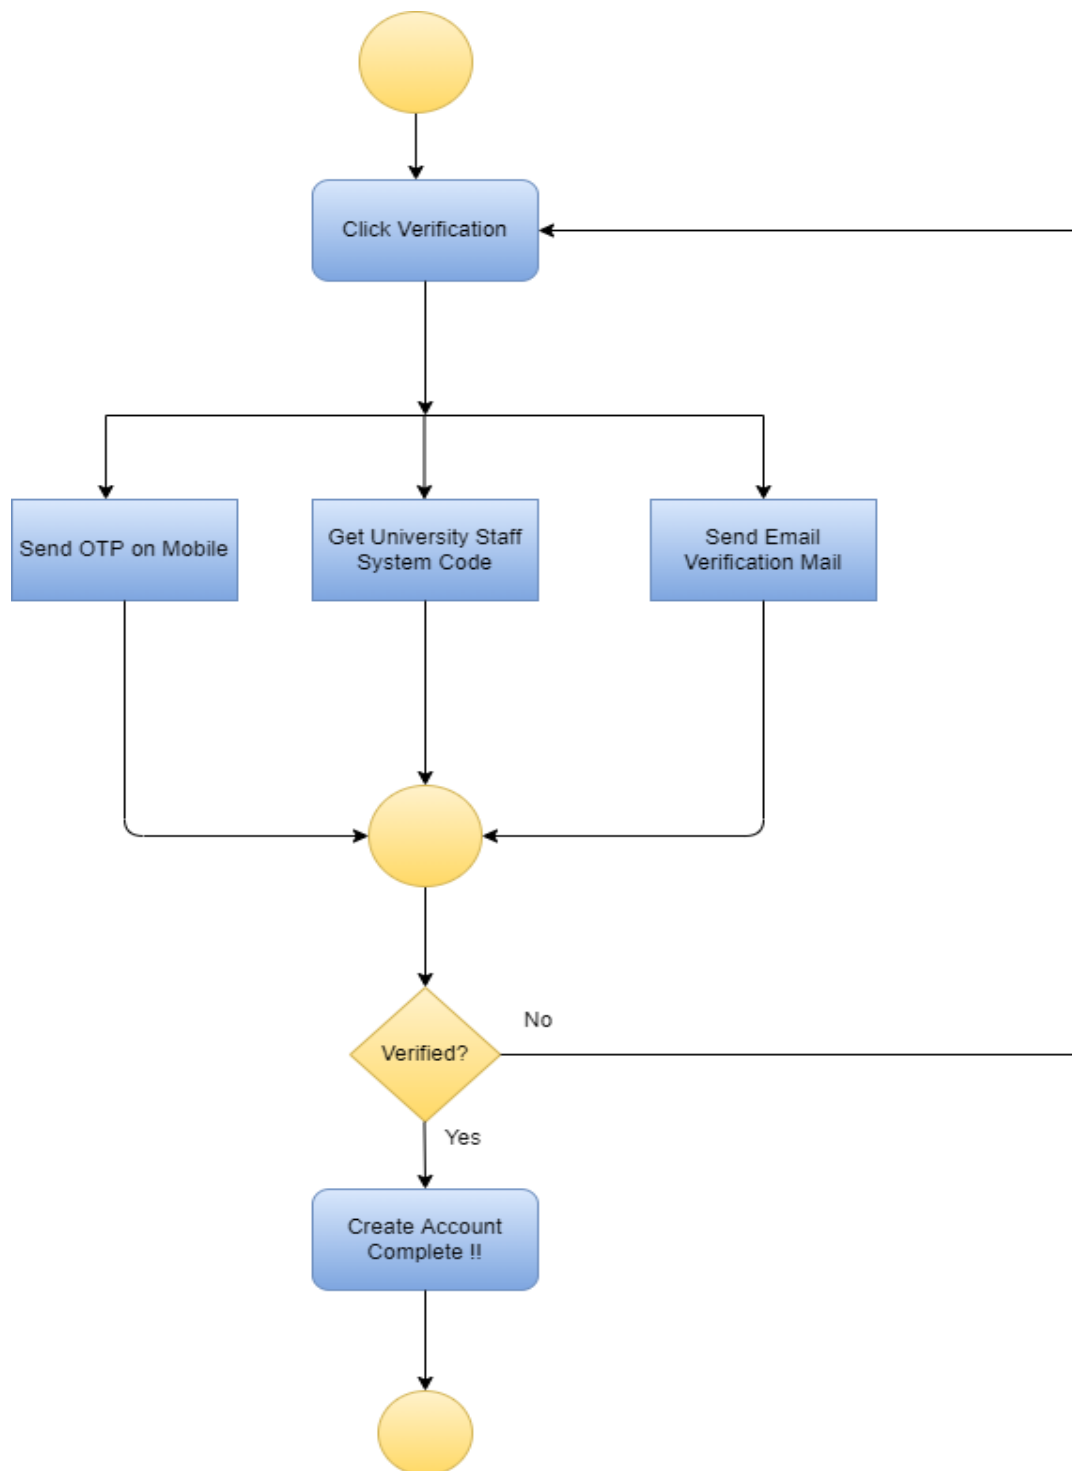 Click Verification
Send OTP on Mobile
Get University Staff
System Code
Send Email
Verification Mail
No
Verified?
Yes
Create Account
Complete !!